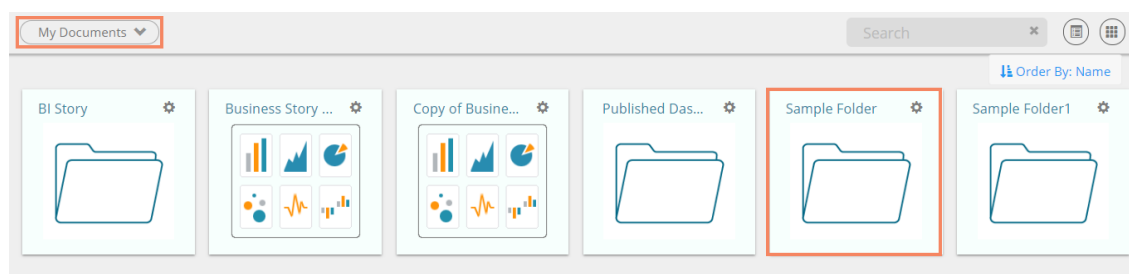 My Documents
Search
Order By: Name
BI Story
Business Story ...
Copy of Busine...
Published Das...
Sample Folder
Sample Folder1